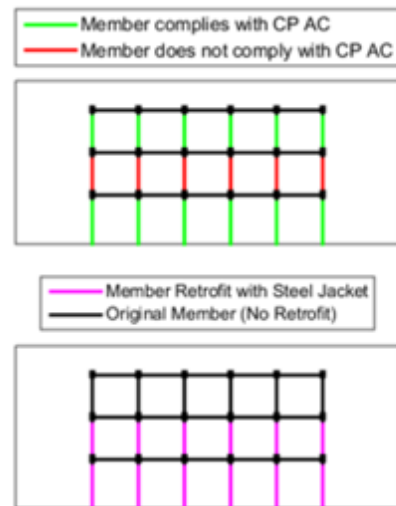 Member complies with CP AC
Member does not comply with CP AC
Member Retrofit with Steel Jacket
Original Member (No Retrofit)